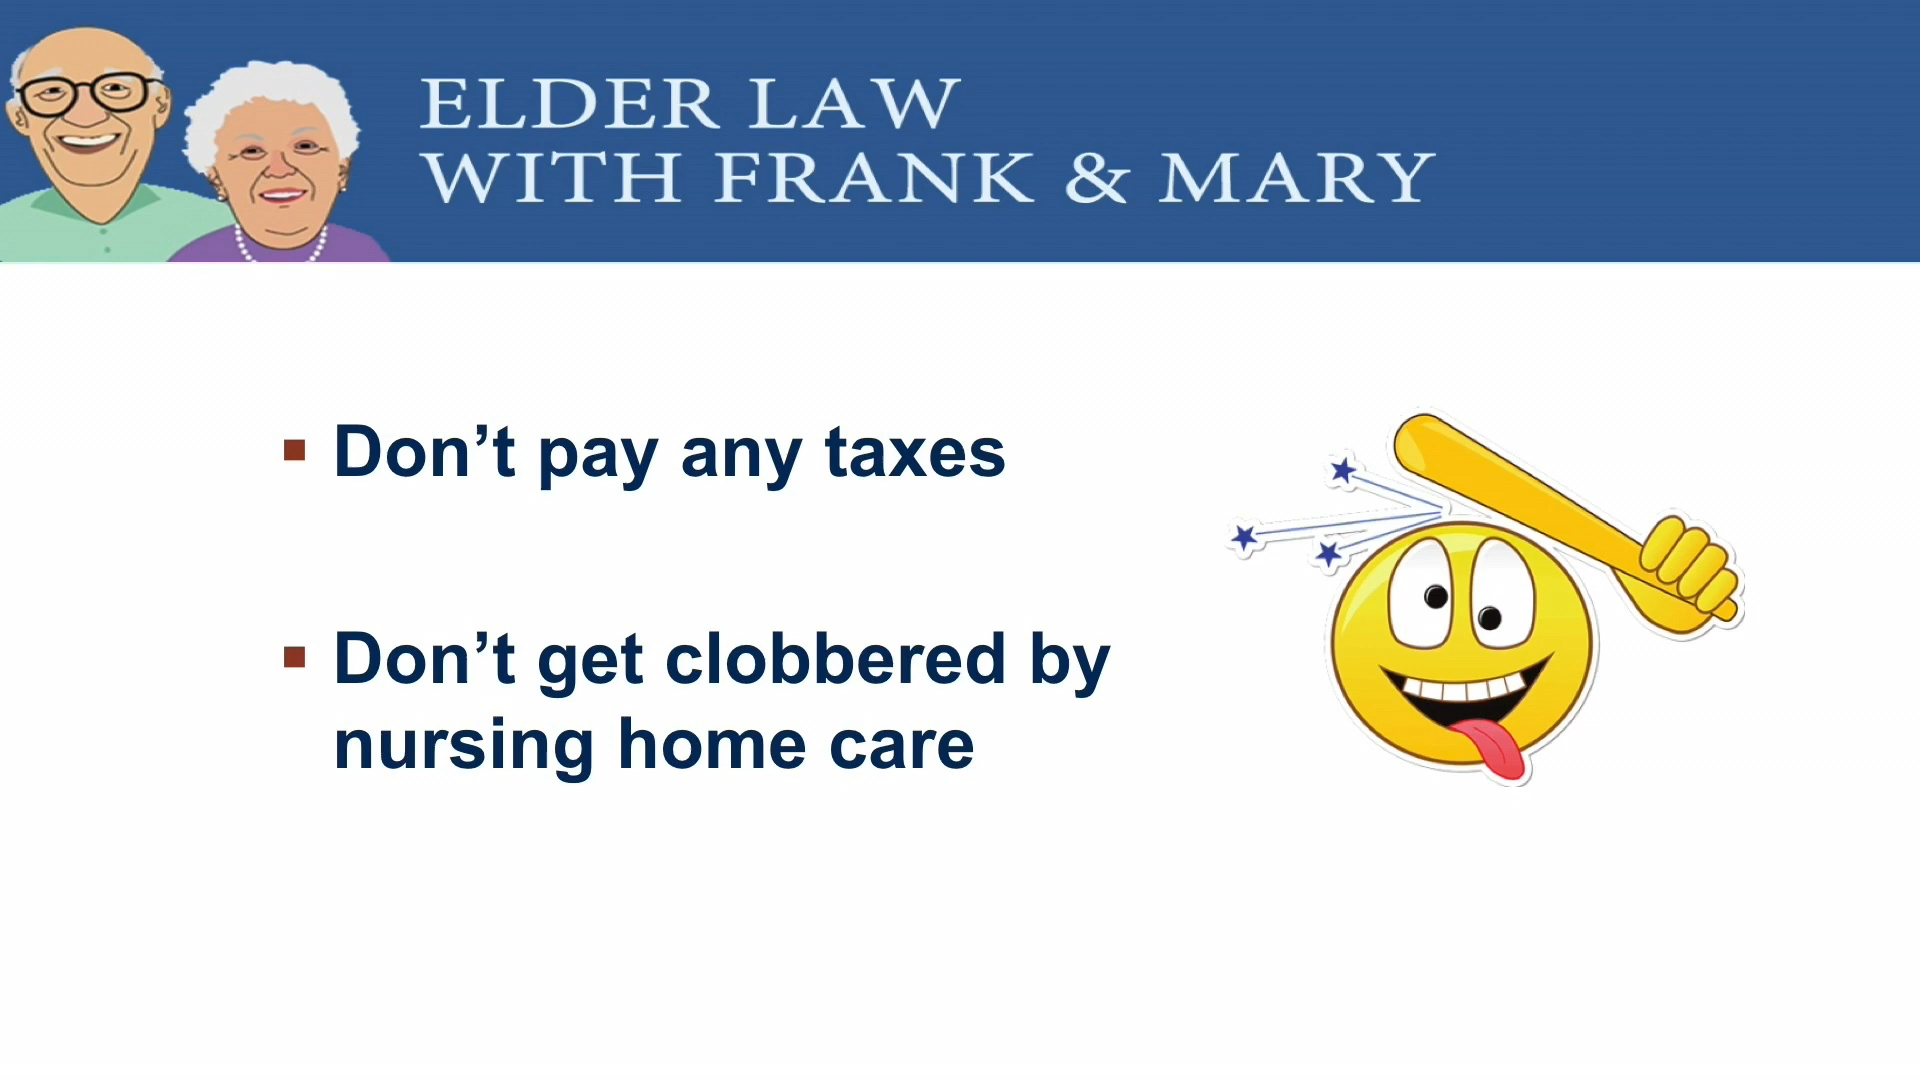 ELDER LAW
WITH FRANK & MARY
▪ Don’t pay any taxes
▪ Don’t get clobbered by
nursing home care